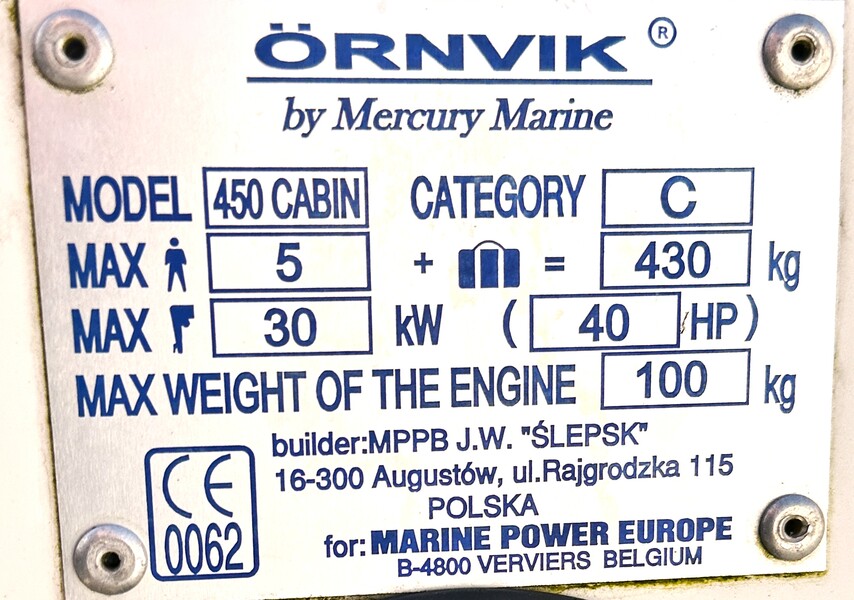 ÖRNVIK ®
by Mercury Marine
MODEL 450 CABIN CATEGORY C
MAX 5 + = 430 kg
MAX 30 kW ( 40 HP)
MAX WEIGHT OF THE ENGINE 100 kg
builder:MPPB J.W. "ŚLEPSK"
16-300 Augustów, ul.Rajgrodzka 115
POLSKA
CE
0062
for: MARINE POWER EUROPE
B-4800 VERVIERS BELGIUM